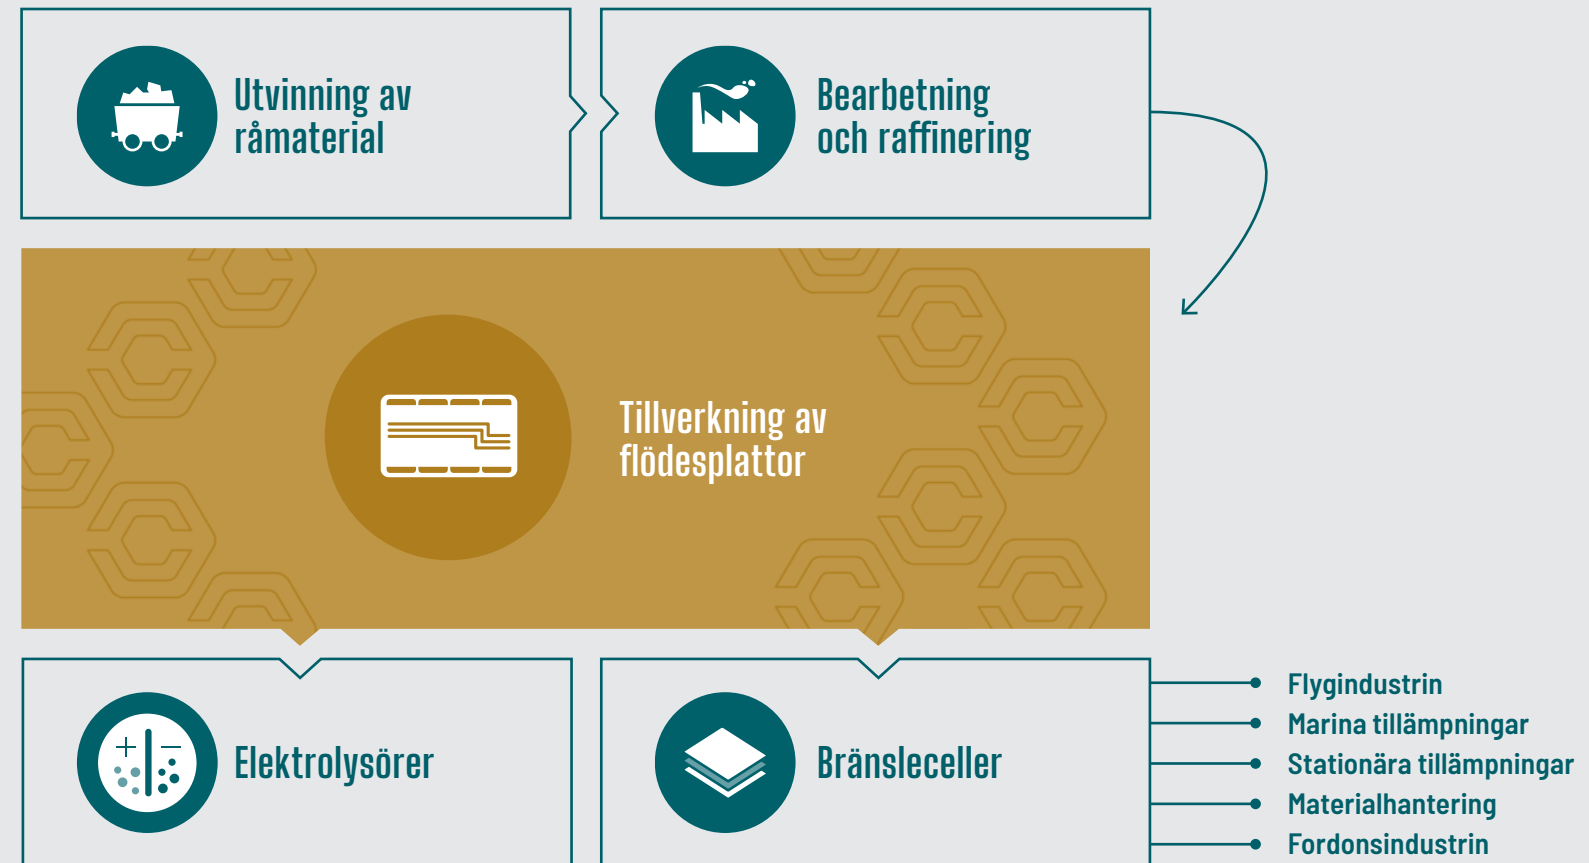 Utvinning av
råmaterial
Bearbetning
och raffinering
Tillverkning av
flödesplattor
Elektrolysörer
Bränsleceller
Flygindustrin
Marina tillämpningar
Stationära tillämpningar
Materialhantering
Fordonsindustrin